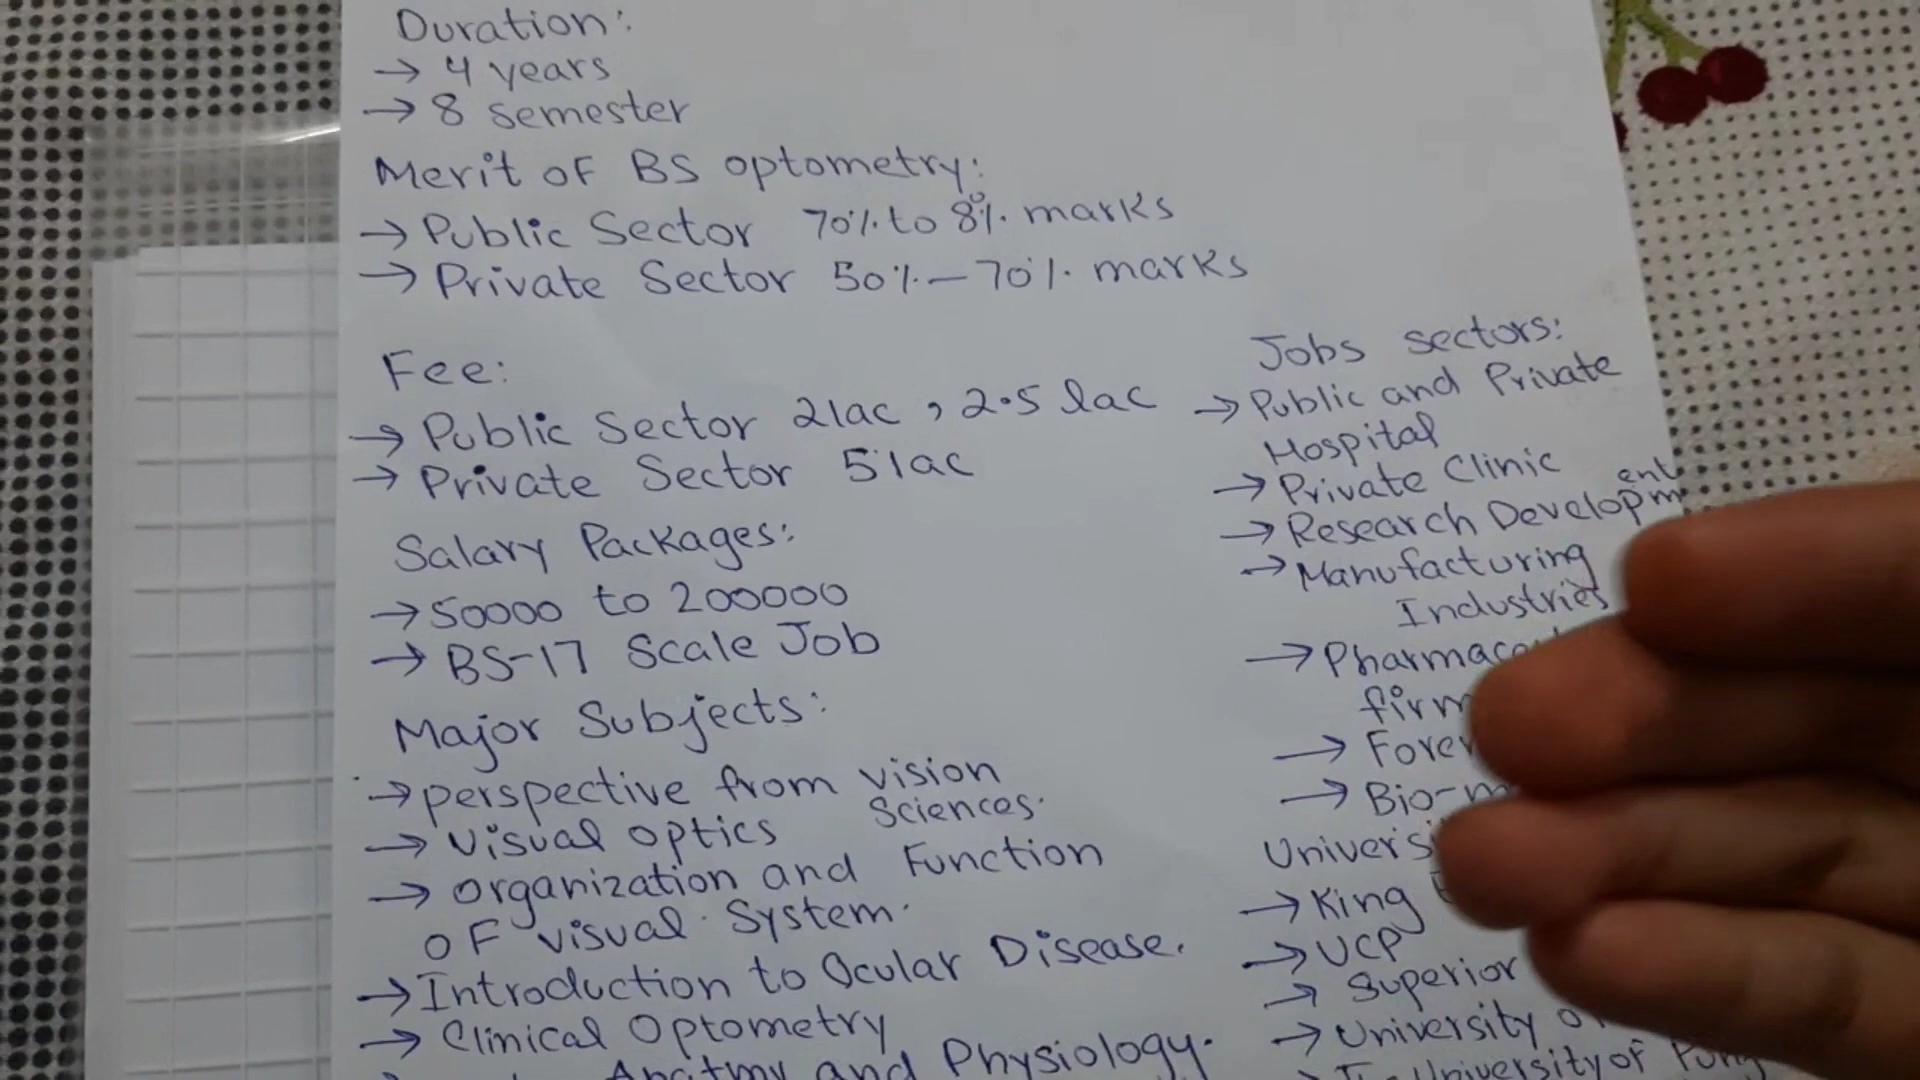 Duration:
→ 4 years
→ 8 semester
Merit of BS optometry:
→ Public Sector 70% to 80% marks
→ Private Sector 50% – 70% marks
Fee:
→ Public Sector 2lac , 2.5 lac
→ Private Sector 5lac
Salary Packages:
→ 50000 to 200000
→ BS-17 Scale Job
Major Subjects:
→ perspective from vision
Sciences.
→ visual optics
→ organization and Function
OF visual System.
→ Introduction to Ocular Disease.
→ Clinical Optometry
and Physiology.
Jobs sectors:
→ Public and Private
Hospital
→ Private Clinic
→ Research Development
→ Manufacturing
Industries
→
→
→
→ King
→ UCP
→ Superior
→ University
University of